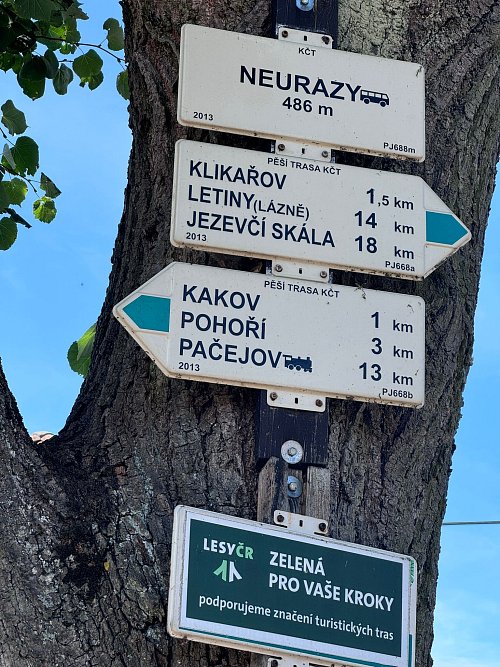 KČT
NEURAZY
486 m
2013 PJ688m
PĚŠÍ TRASA KČT
KLIKAŘOV 1,5 km
LETINY (LÁZNĚ) 14 km
JEZEVČÍ SKÁLA 18 km
2013 PJ668a
PĚŠÍ TRASA KČT
KAKOV 1 km
POHOŘÍ 3 km
PAČEJOV 13 km
2013 PJ668b
LESYČR
ZELENÁ
PRO VAŠE KROKY
podporujeme značení turistických tras